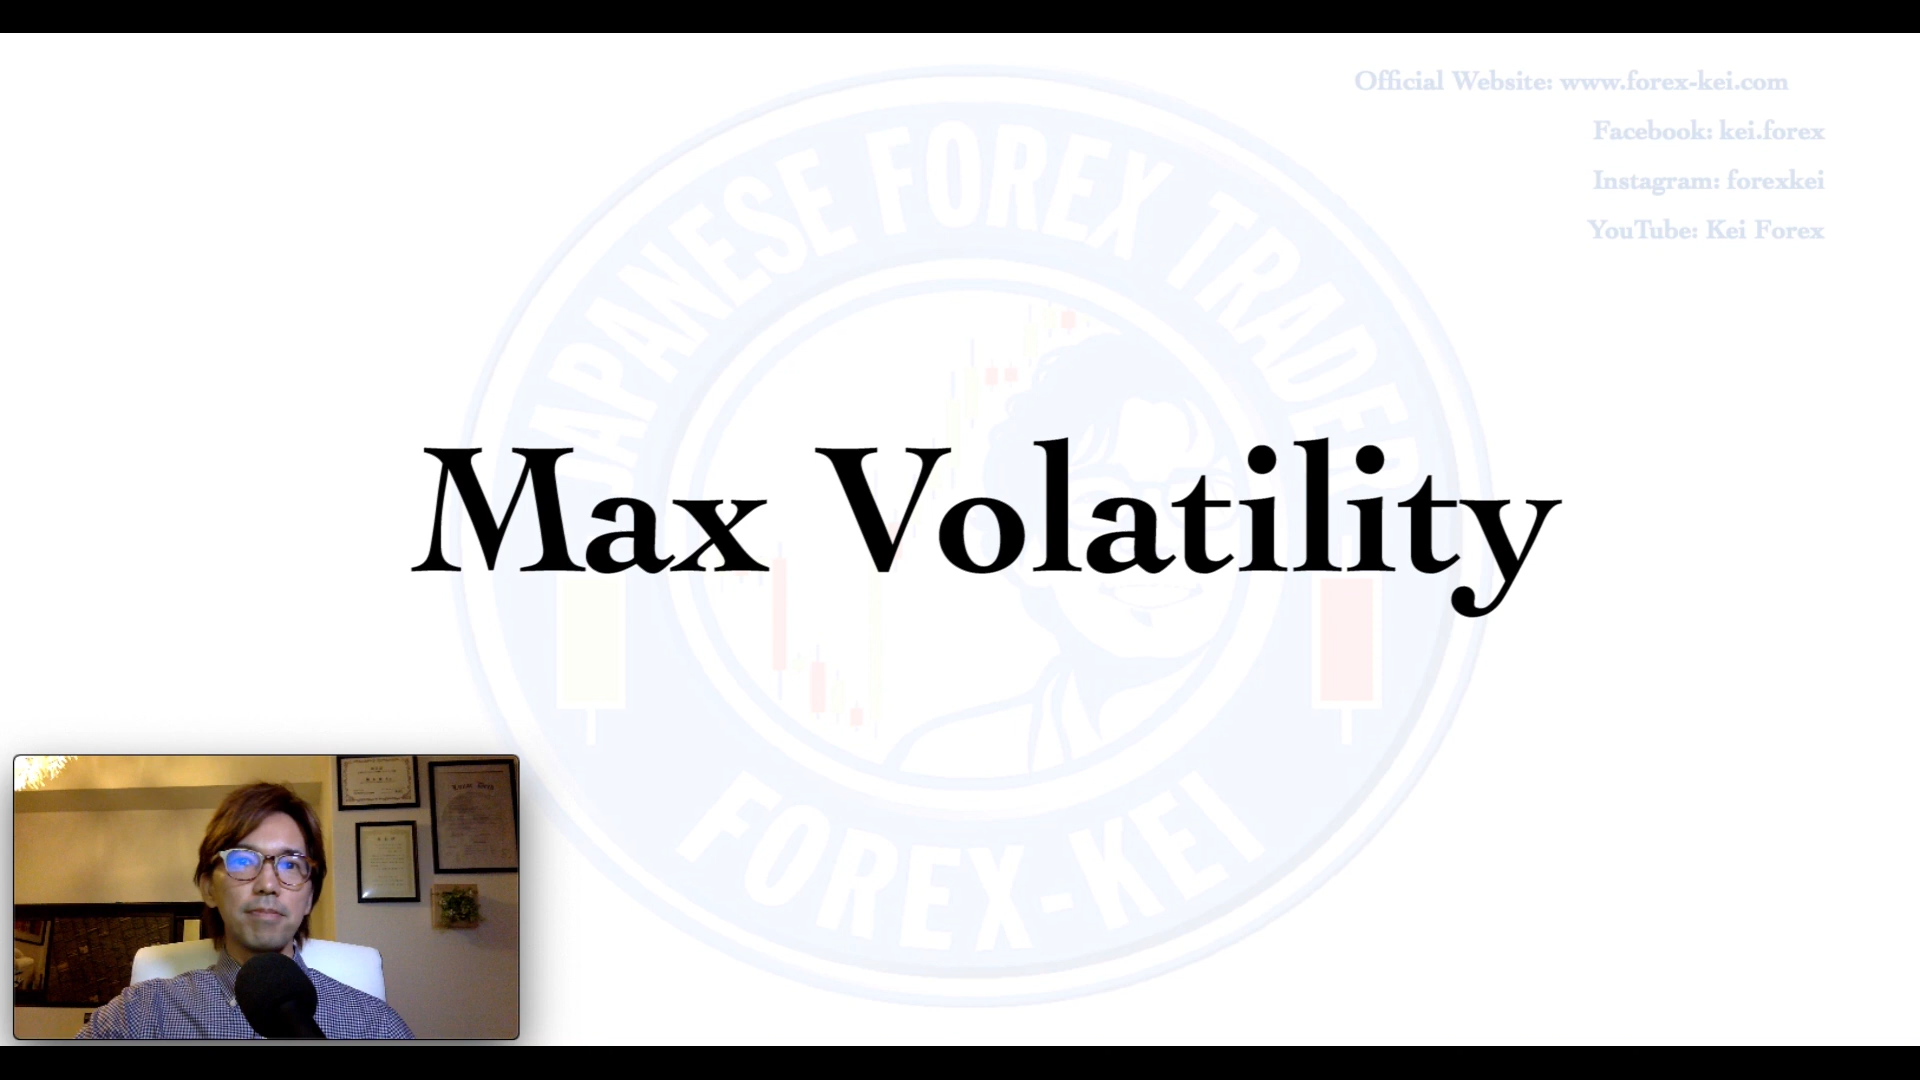 Official Website: www.forex-kei.com
Facebook: kei.forex
Instagram: forexkei
YouTube: Kei Forex
JAPANESE FOREX TRADER
Max Volatility
FOREX-KEI